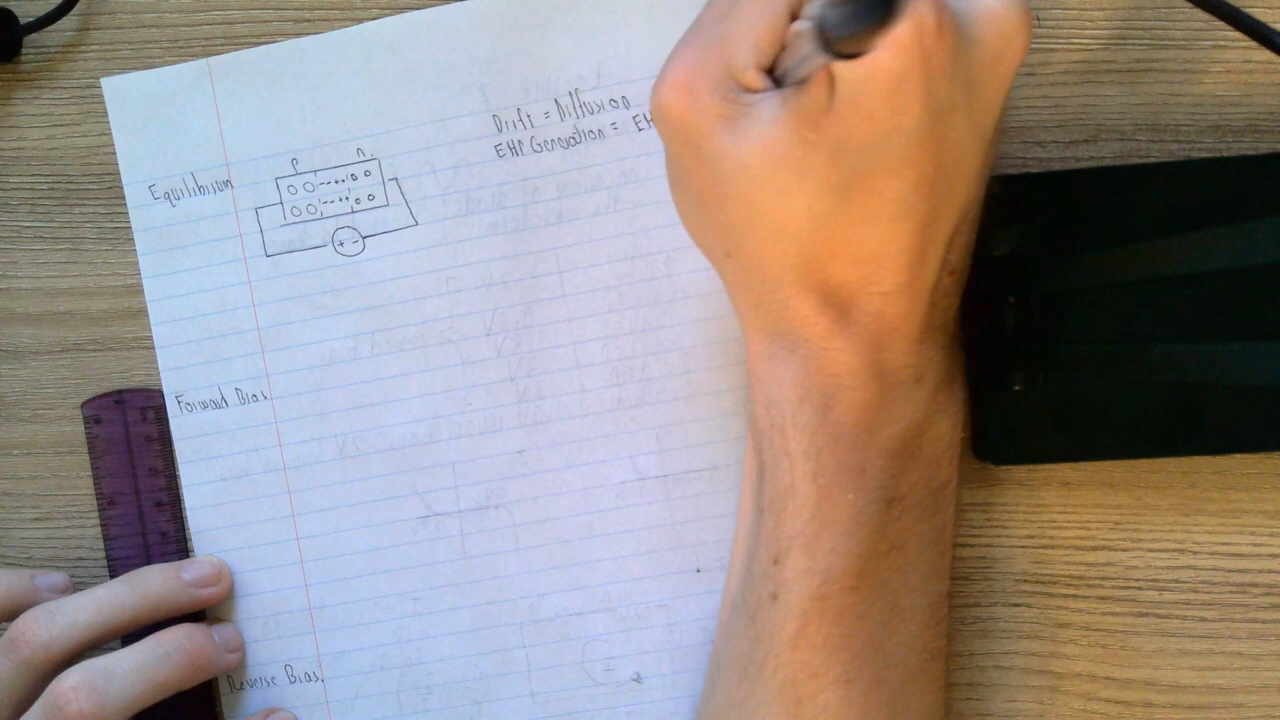 Drift = Diffusion
EHP Generation = EH
p n
Equilibrium
+ -
Forward Bias
Reverse Bias